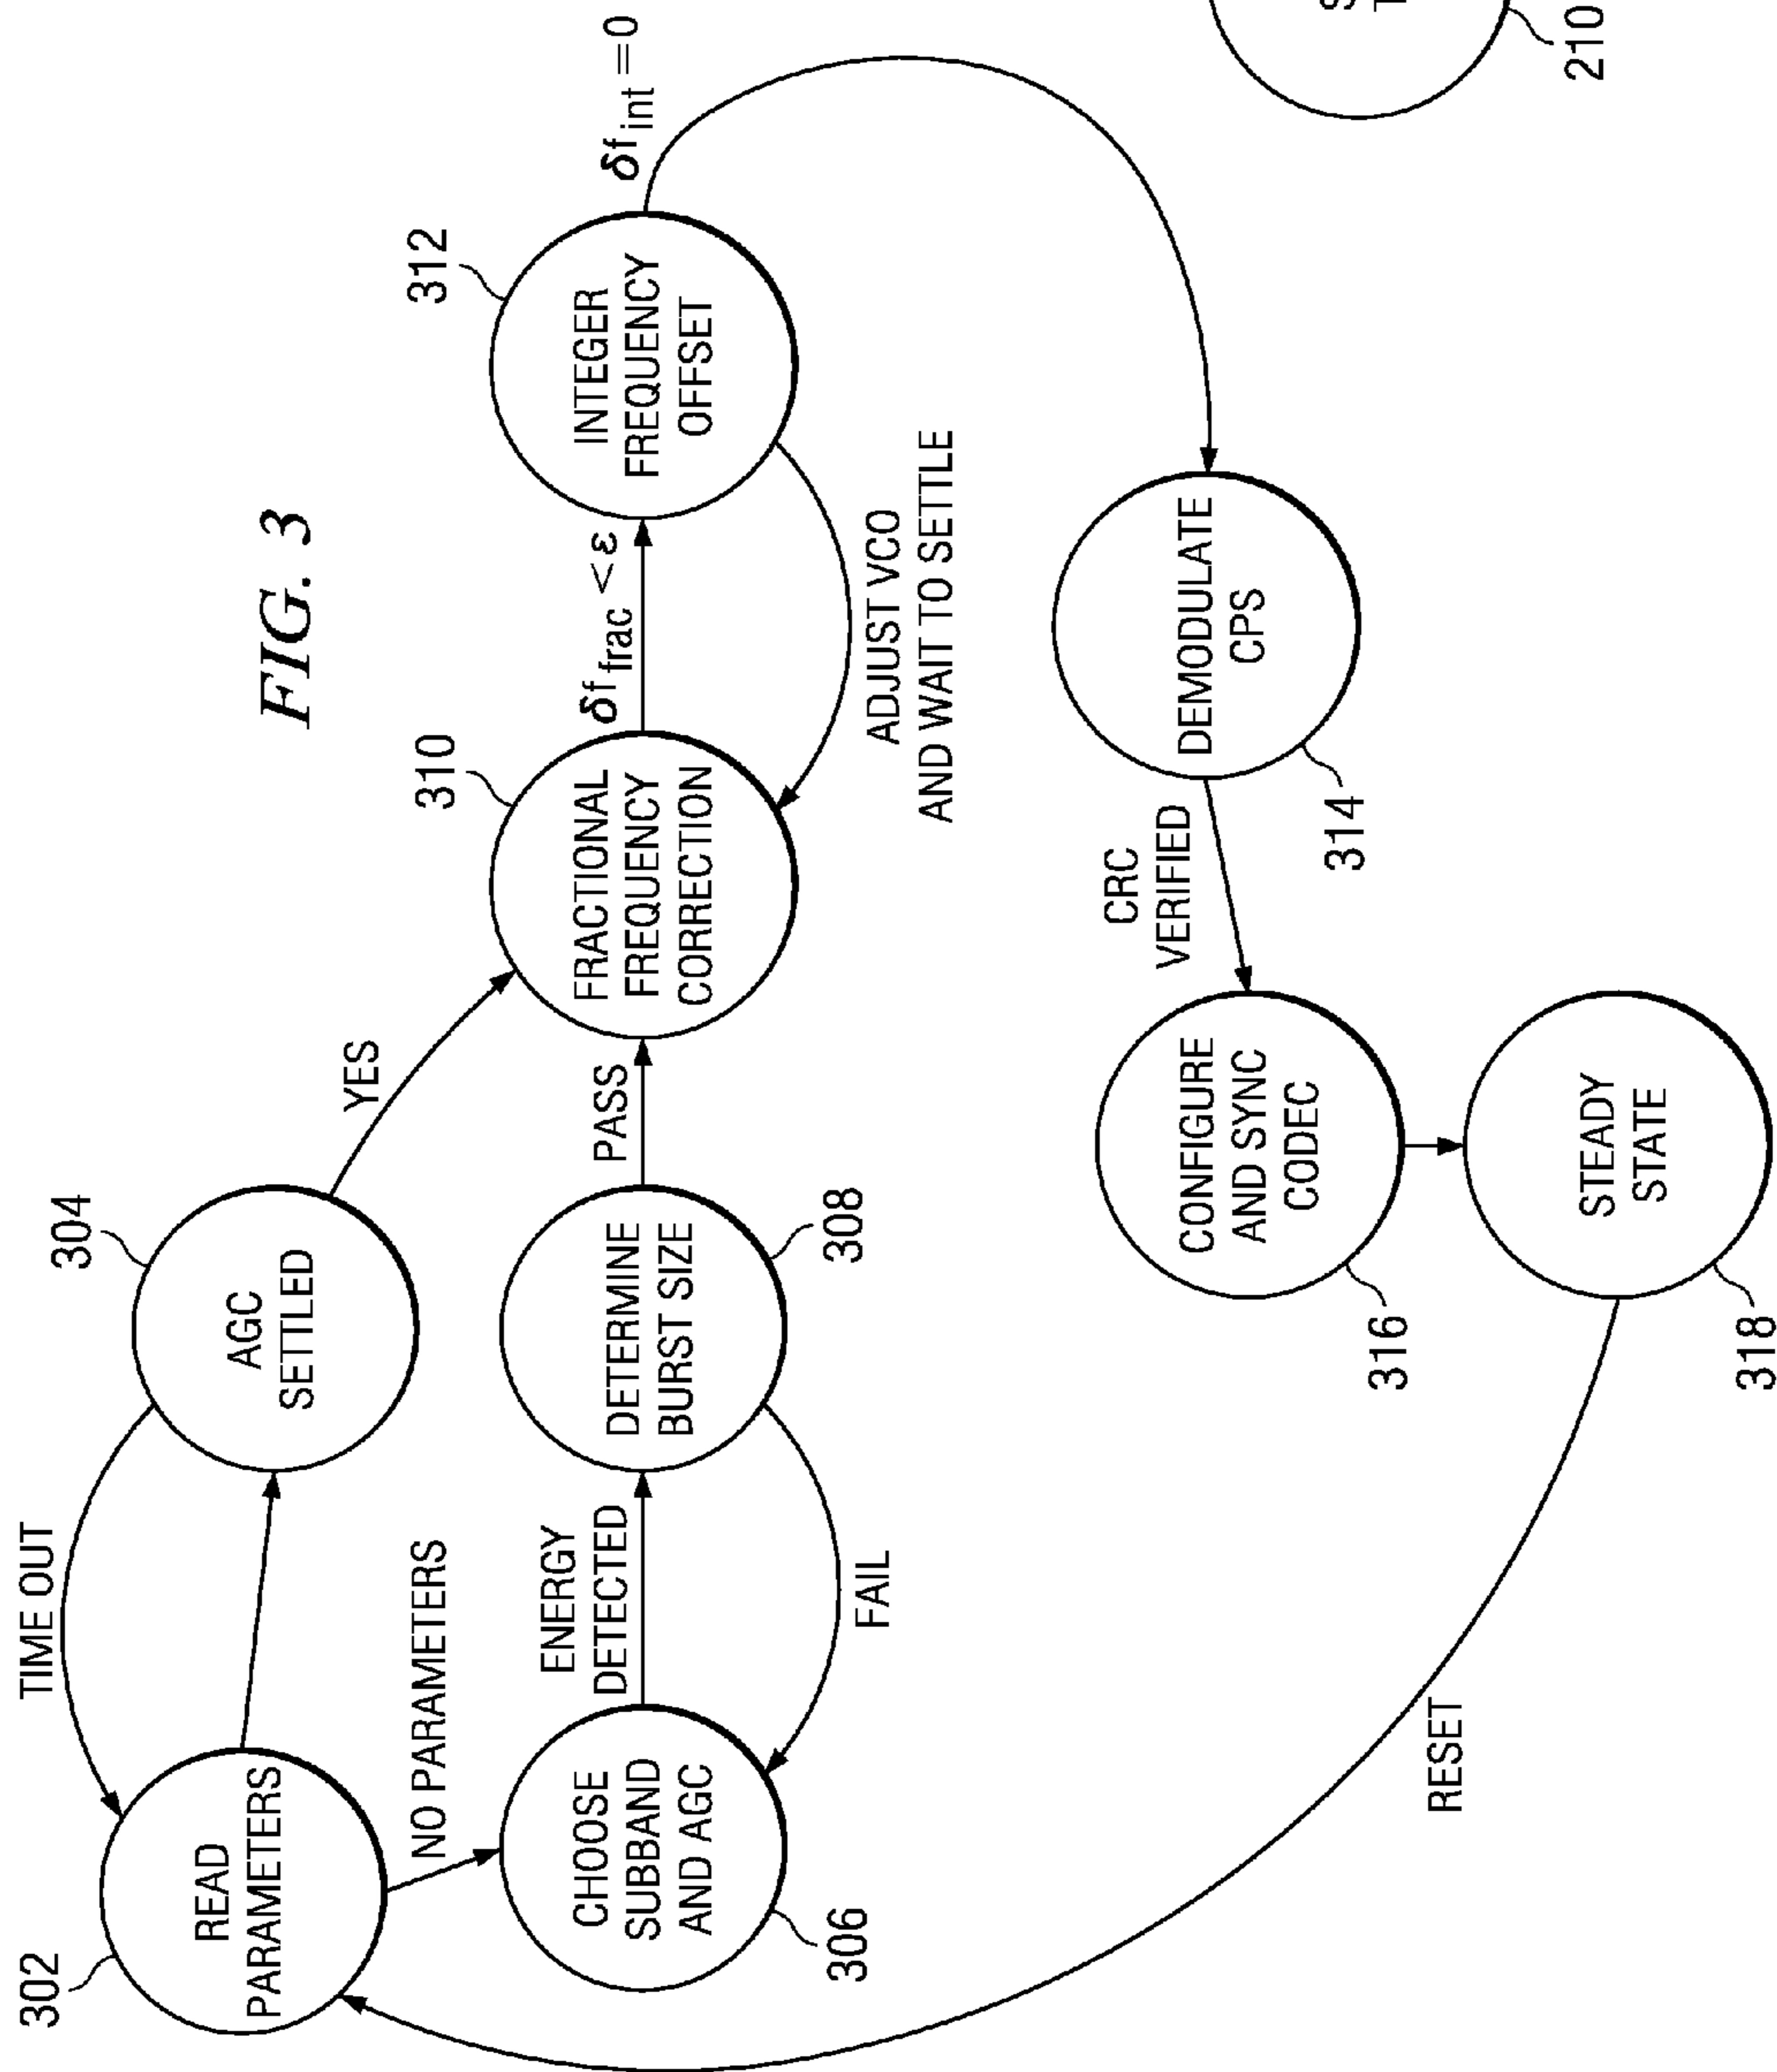 FIG. 3
302
READ
PARAMETERS
TIME OUT
304
AGC
SETTLED
YES
NO PARAMETERS
306
CHOOSE
SUBBAND
AND AGC
ENERGY
DETECTED
308
DETERMINE
BURST SIZE
FAIL
PASS
310
FRACTIONAL
FREQUENCY
CORRECTION
δf frac < ε
312
INTEGER
FREQUENCY
OFFSET
δf int = 0
ADJUST VCO
AND WAIT TO SETTLE
314
DEMODULATE
CPS
CRC
VERIFIED
316
CONFIGURE
AND SYNC
CODEC
318
STEADY
STATE
RESET
210
S
T